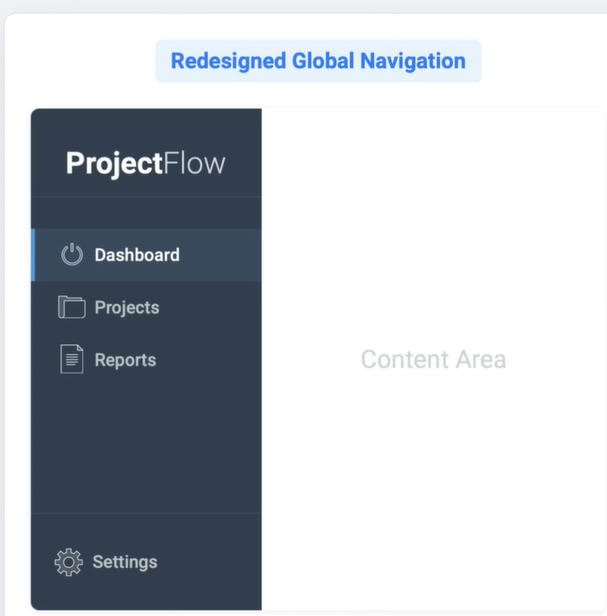 Redesigned Global Navigation
ProjectFlow
Dashboard
Projects
Reports
Content Area
Settings